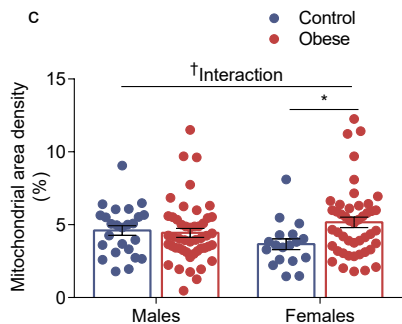 C
Control
Obese
†Interaction
*
Mitochondrial area density
(%)
15
10
5
0
Males
Females